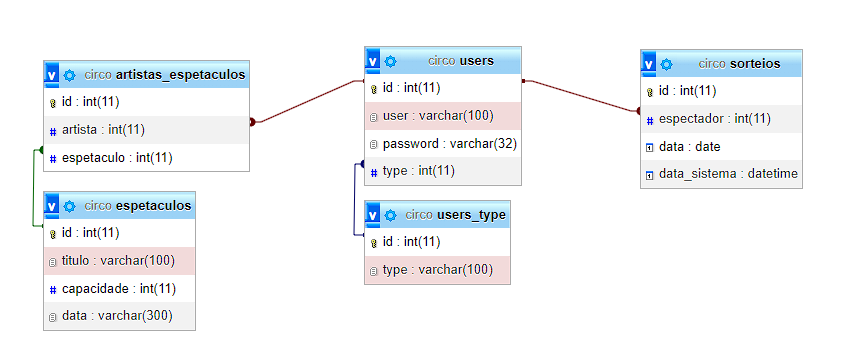 circo artistas_espetaculos
id : int(11)
# artista : int(11)
# espetaculo : int(11)
circo espetaculos
id : int(11)
titulo : varchar(100)
# capacidade : int(11)
data : varchar(300)
circo users
id : int(11)
user : varchar(100)
password : varchar(32)
# type : int(11)
circo users_type
id : int(11)
type : varchar(100)
circo sorteios
id : int(11)
# espectador : int(11)
data : date
data_sistema : datetime